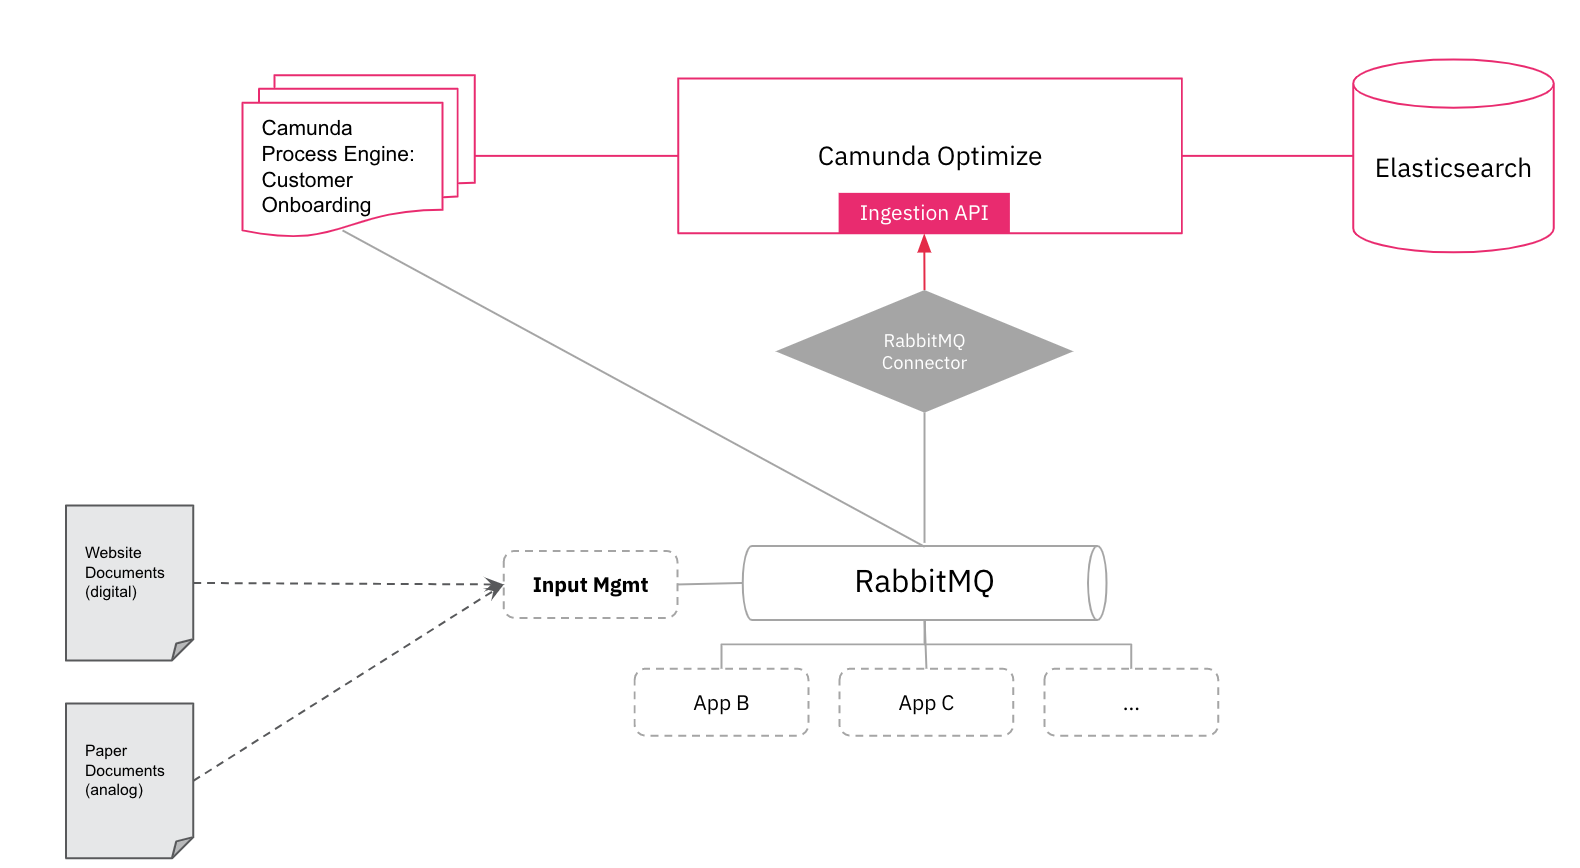 Camunda
Process Engine:
Customer
Onboarding
Camunda Optimize
Ingestion API
Elasticsearch
RabbitMQ
Connector
Website
Documents
(digital)
Input Mgmt
RabbitMQ
App B
App C
...
Paper
Documents
(analog)